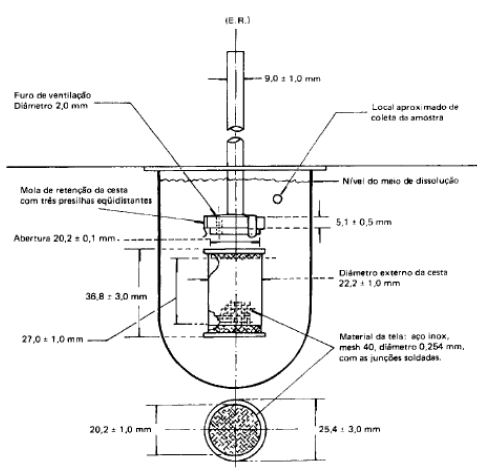 (E.R.)
9,0 ± 1,0 mm
Furo de ventilação
Diâmetro 2,0 mm
Local aproximado de
coleta da amostra
Mola de retenção da cesta
com três presilhas eqüidistantes
Nível do meio de dissolução
5,1 ± 0,5 mm
Abertura 20,2 ± 0,1 mm
Diâmetro externo da cesta
22,2 ± 1,0 mm
36,8 ± 3,0 mm
27,0 ± 1,0 mm
Material da tela: aço inox,
mesh 40, diâmetro 0,254 mm,
com as junções soldadas.
20,2 ± 1,0 mm
25,4 ± 3,0 mm